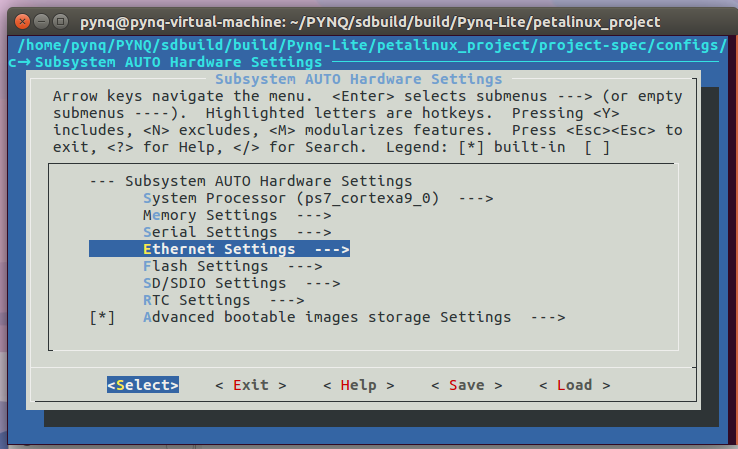 pynq@pynq-virtual-machine: ~/PYNQ/sdbuild/build/Pynq-Lite/petalinux_project
/home/pynq/PYNQ/sdbuild/build/Pynq-Lite/petalinux_project/project-spec/configs/
c→ Subsystem AUTO Hardware Settings
Subsystem AUTO Hardware Settings
Arrow keys navigate the menu.  <Enter> selects submenus ---> (or empty
submenus ----).  Highlighted letters are hotkeys.  Pressing <Y>
includes, <N> excludes, <M> modularizes features.  Press <Esc><Esc> to
exit, <?> for Help, </> for Search.  Legend: [*] built-in  [ ]
--- Subsystem AUTO Hardware Settings
System Processor (ps7_cortexa9_0)  --->
Memory Settings  --->
Serial Settings  --->
Ethernet Settings  --->
Flash Settings  --->
SD/SDIO Settings  --->
RTC Settings  --->
[*]   Advanced bootable images storage Settings  --->
<Select>    < Exit >    < Help >    < Save >    < Load >